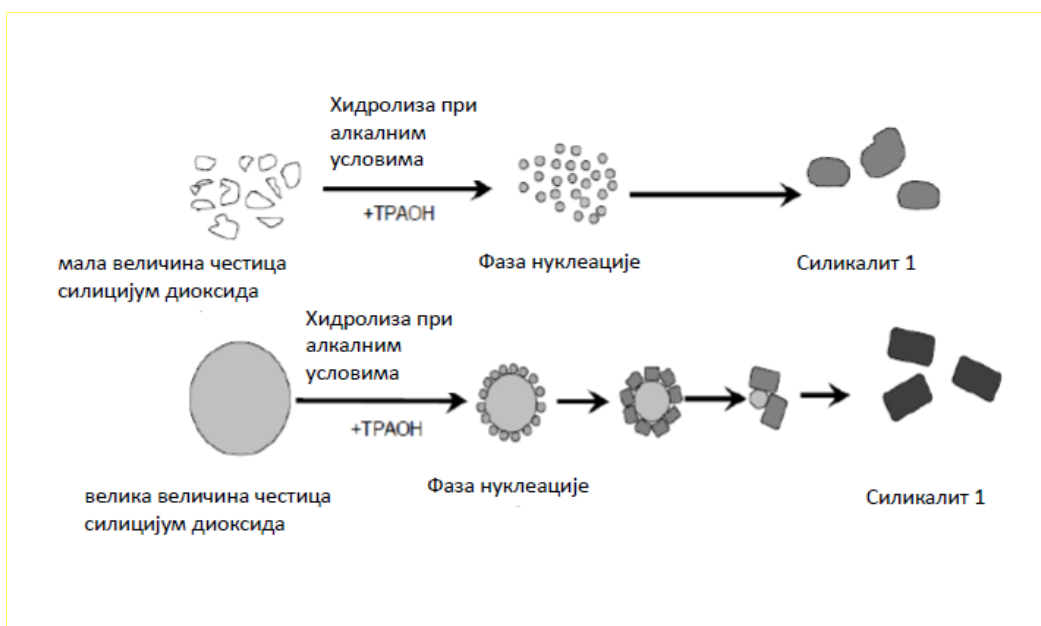 Хидролиза при
алкалним
условима
+ТРАОН
мала величина честица
силицијум диоксида
Фаза нуклеације
Силикалит 1
Хидролиза при
алкалним
условима
+ТРАОН
велика величина честица
силицијум диоксида
Фаза нуклеације
Силикалит 1